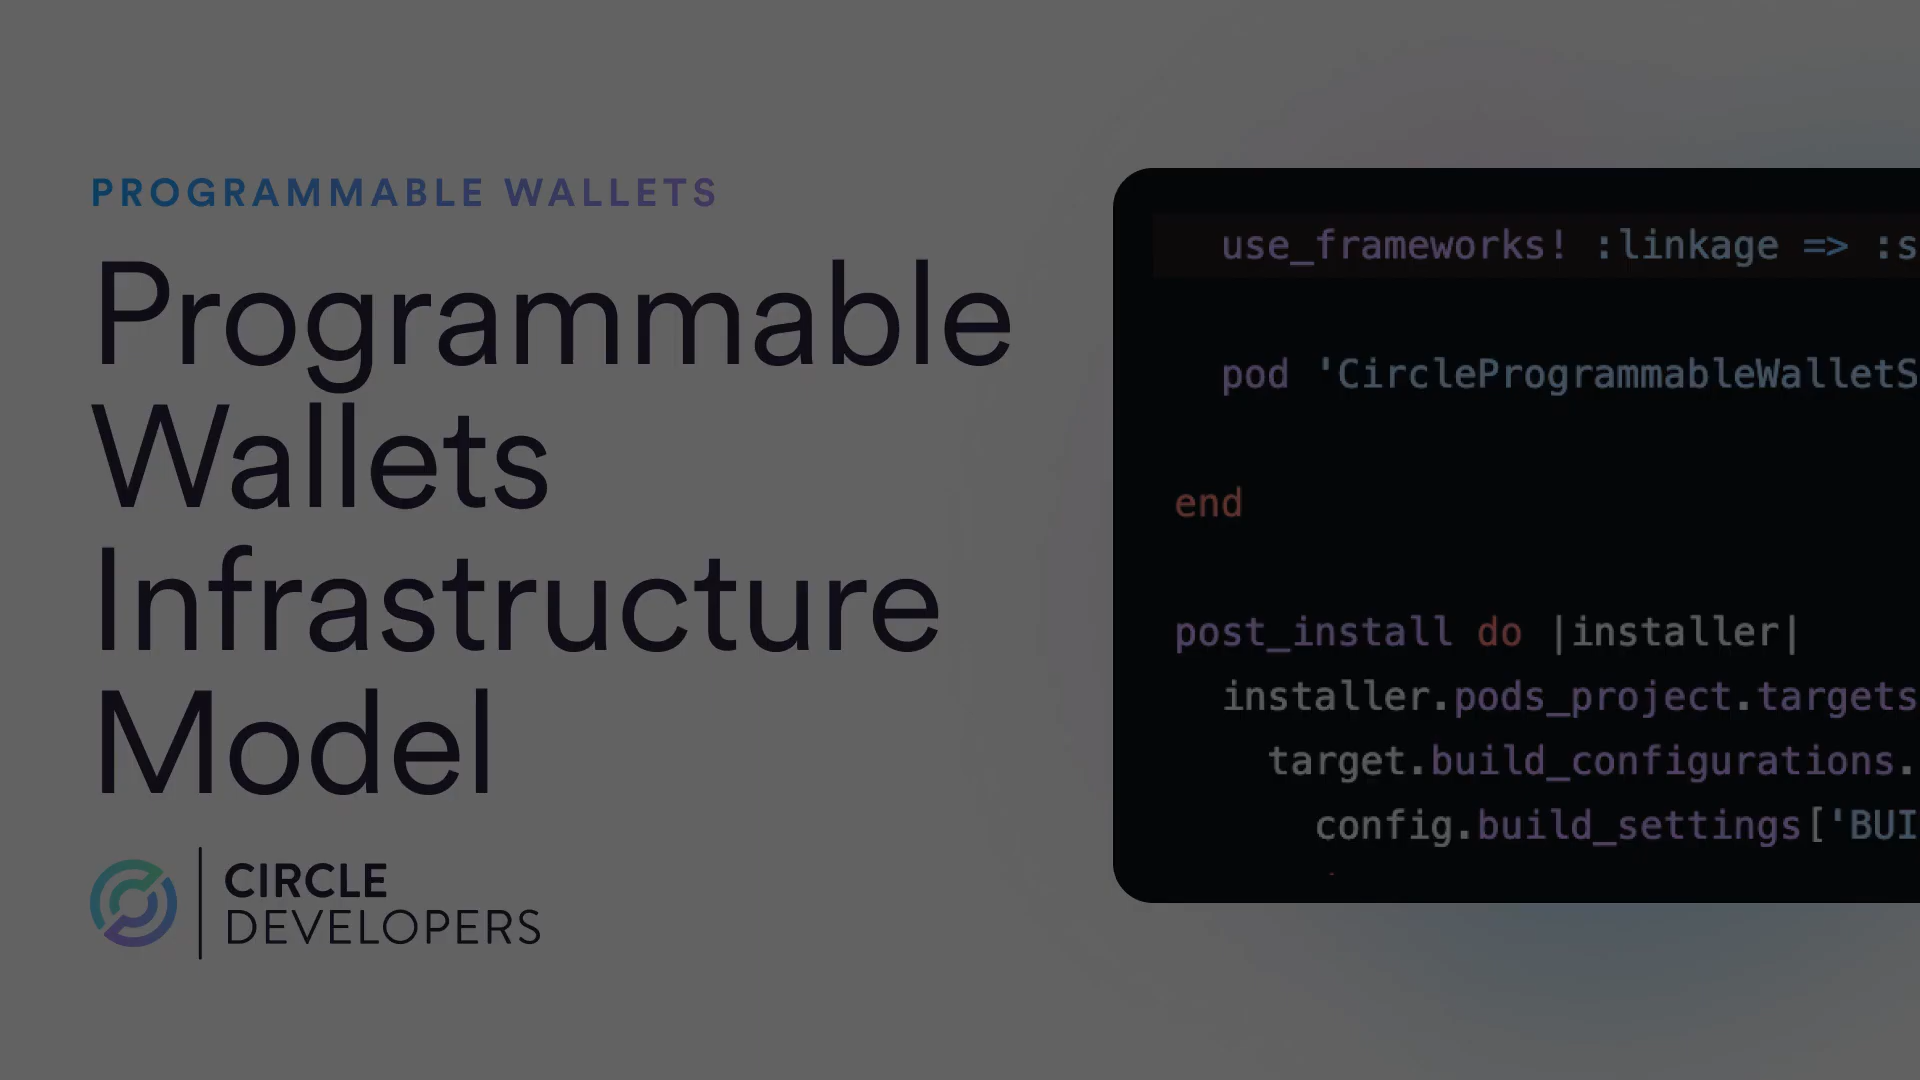 PROGRAMMABLE WALLETS
Programmable
Wallets
Infrastructure
Model
CIRCLE
DEVELOPERS
use_frameworks! :linkage => :s
pod 'CircleProgrammableWalletS
end
post_install do |installer|
installer.pods_project.targets
target.build_configurations.
config.build_settings['BUI